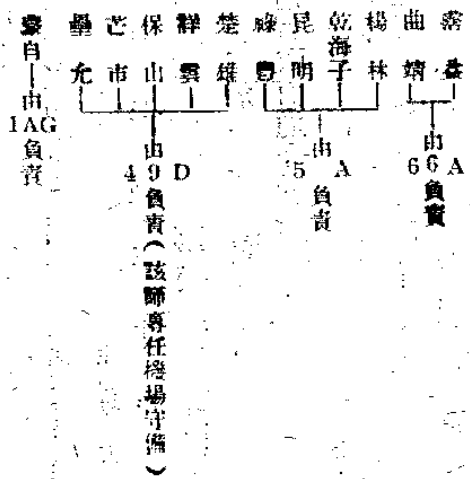 霑益
曲靖
由66A負責
楊林
乾海子
昆明
祿豐
由5A負責
楚雄
祥雲
保山
芒市
壘允
由49D負責（該師專任機場守備）
蒙自—由1AG負責